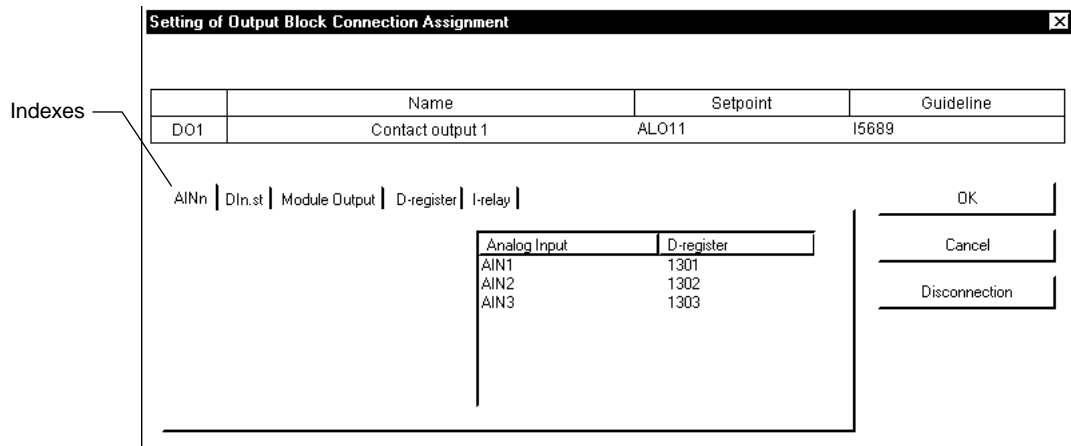 Setting of Output Block Connection Assignment
Indexes
Name Setpoint Guideline
DO1 Contact output 1 ALO11 I5689
AINn DIn.st Module Output D-register I-relay
OK
Analog Input D-register
Cancel
AIN1 1301
AIN2 1302
AIN3 1303
Disconnection